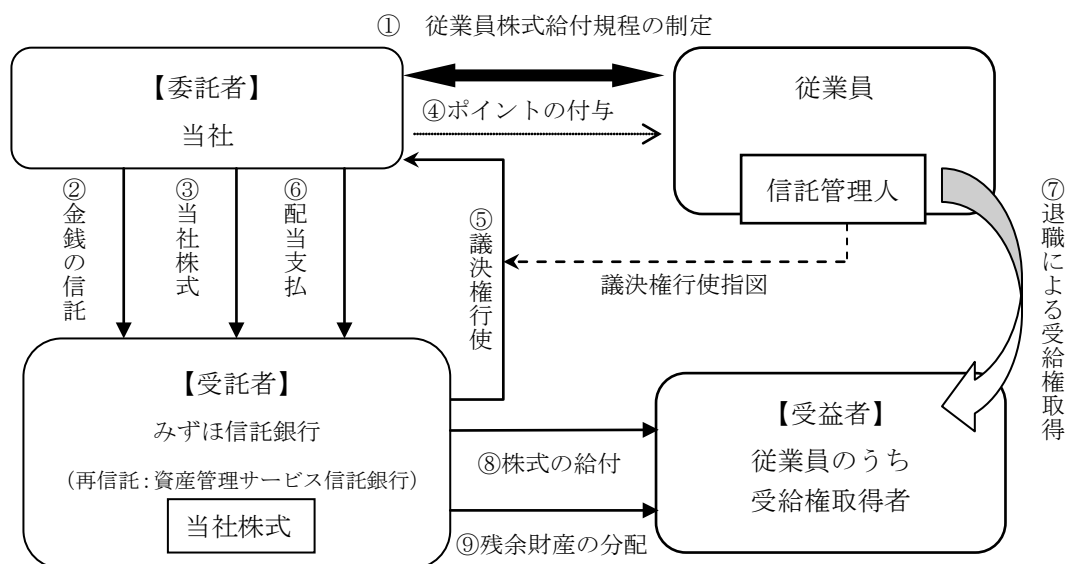 ① 従業員株式給付規程の制定
【委託者】
当社
④ポイントの付与
従業員
信託管理人
②金銭の信託
③当社株式
⑥配当支払
⑤議決権行使
議決権行使指図
⑦退職による受給権取得
【受託者】
みずほ信託銀行
(再信託:資産管理サービス信託銀行)
当社株式
⑧株式の給付
⑨残余財産の分配
【受益者】
従業員のうち
受給権取得者